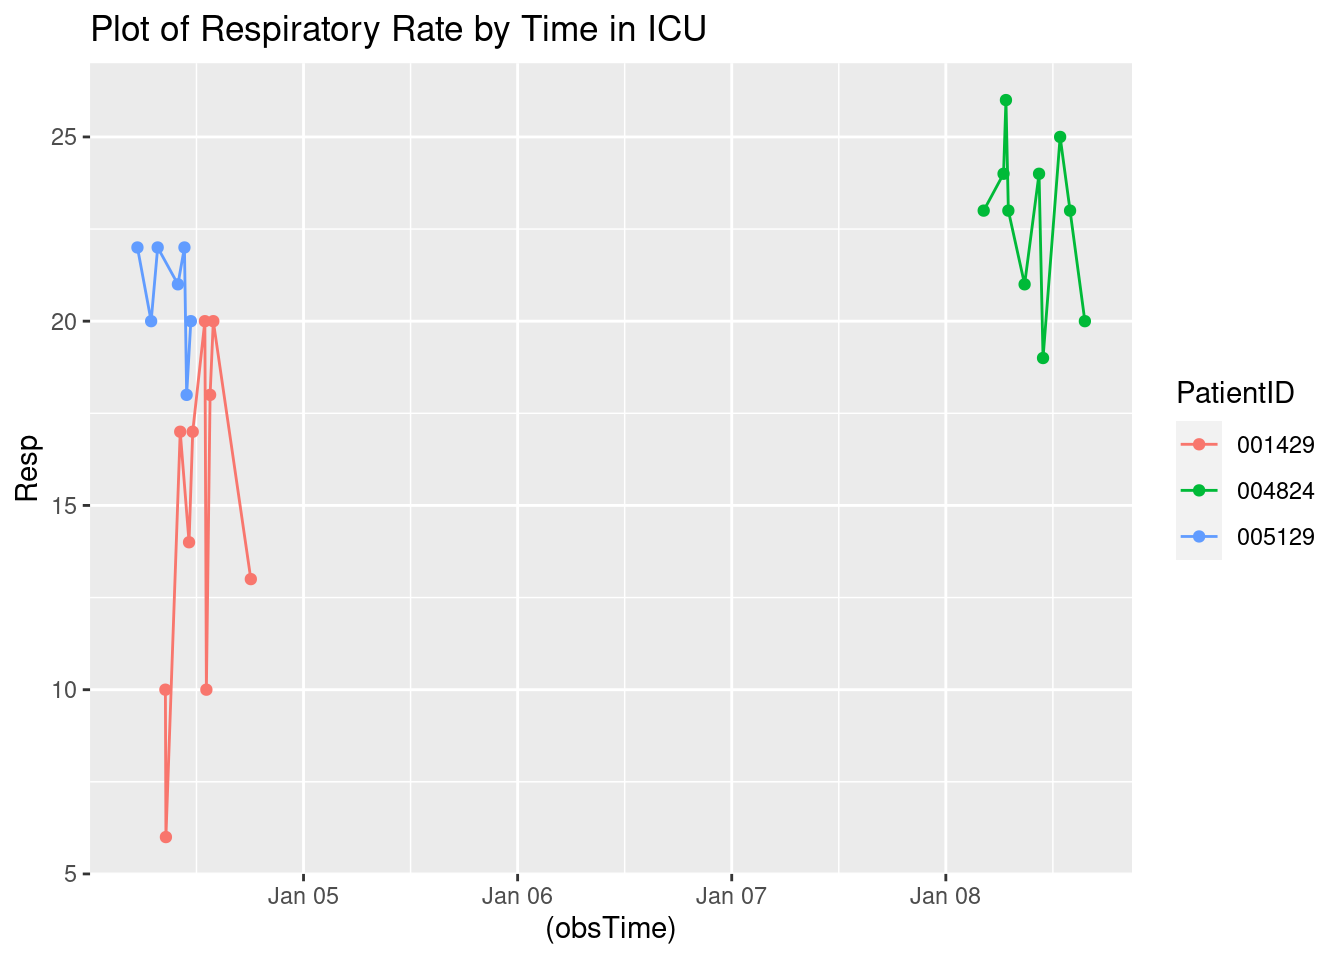 Plot of Respiratory Rate by Time in ICU
25
20
15
10
5
Resp
Jan 05
Jan 06
Jan 07
Jan 08
(obsTime)
PatientID
001429
004824
005129